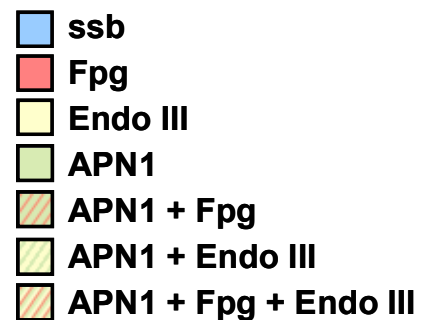 ssb
Fpg
Endo III
APN1
APN1 + Fpg
APN1 + Endo III
APN1 + Fpg + Endo III